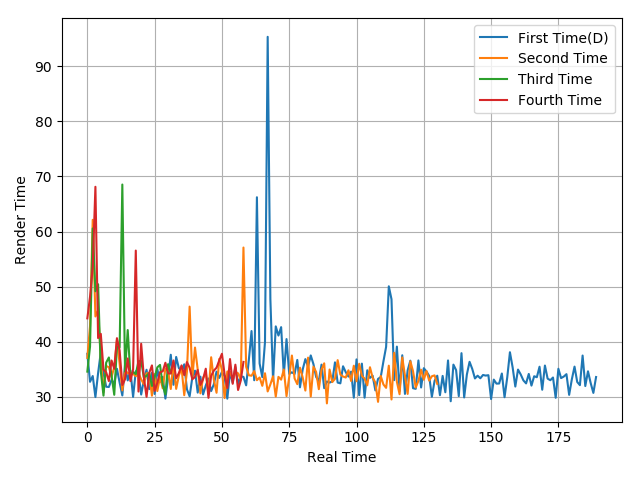 First Time(D)
Second Time
Third Time
Fourth Time
90
80
70
60
50
40
30
Render Time
0 25 50 75 100 125 150 175
Real Time